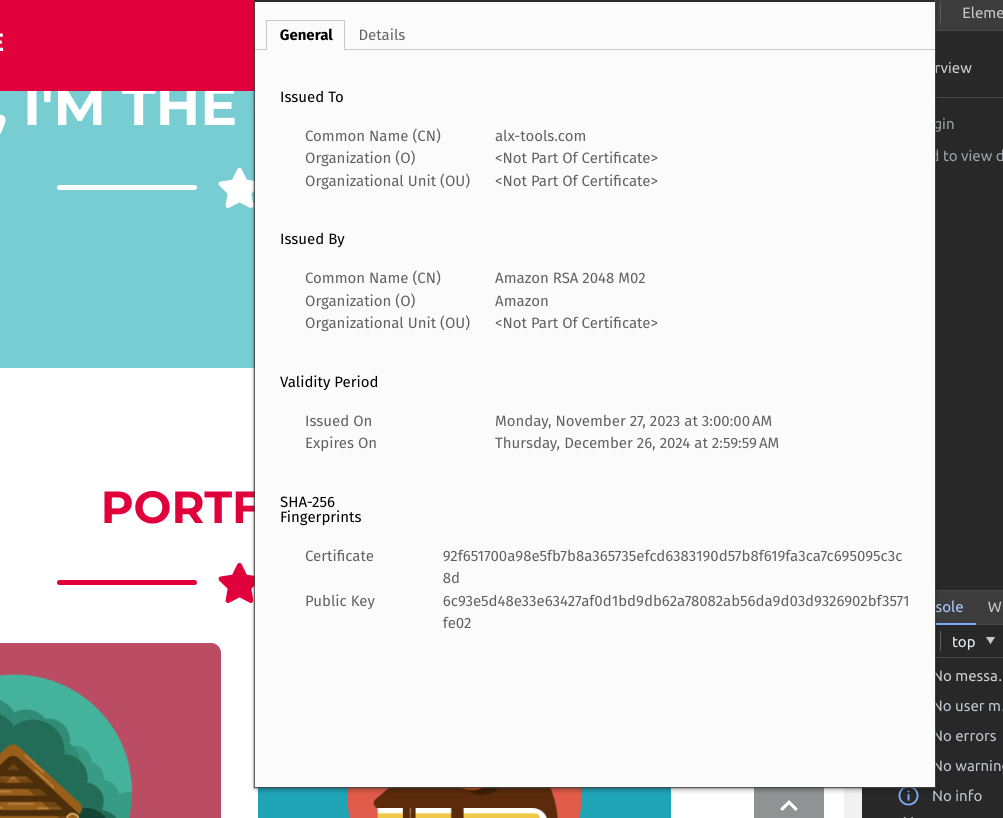 E
General Details
Eleme
, I'M THE
rview
Issued To
gin
Common Name (CN) alx-tools.com
d to view d
Organization (O) <Not Part Of Certificate>
Organizational Unit (OU) <Not Part Of Certificate>
Issued By
Common Name (CN) Amazon RSA 2048 M02
Organization (O) Amazon
Organizational Unit (OU) <Not Part Of Certificate>
Validity Period
Issued On Monday, November 27, 2023 at 3:00:00 AM
Expires On Thursday, December 26, 2024 at 2:59:59 AM
PORTF
SHA-256
Fingerprints
Certificate 92f651700a98e5fb7b8a365735efcd6383190d57b8f619fa3ca7c695095c3c
8d
Public Key 6c93e5d48e33e63427af0d1bd9db62a78082ab56da9d03d9326902bf3571
fe02
sole W
top
No messa.
No user m.
No errors
No warnin
No info